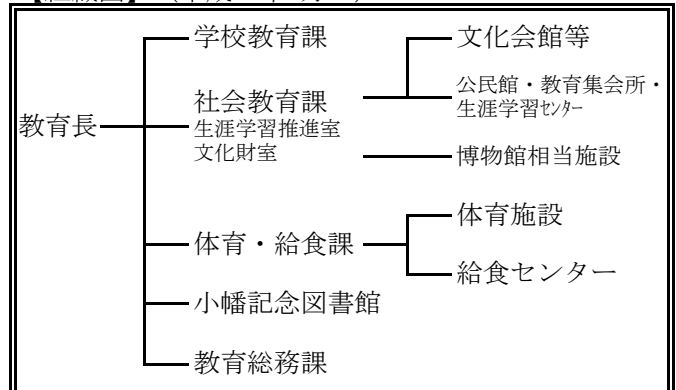 学校教育課
文化会館等
社会教育課
生涯学習推進室
文化財室
公民館・教育集会所・
生涯学習ｾﾝﾀｰ
教育長
博物館相当施設
体育・給食課
体育施設
給食センター
小幡記念図書館
教育総務課